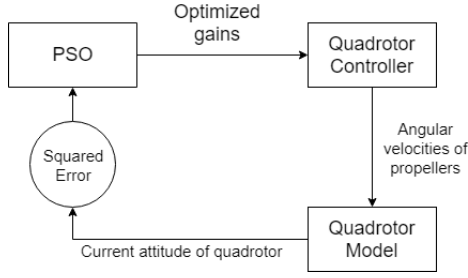 Optimized
gains
PSO
Quadrotor
Controller
Angular
velocities of
propellers
Squared
Error
Current attitude of quadrotor
Quadrotor
Model